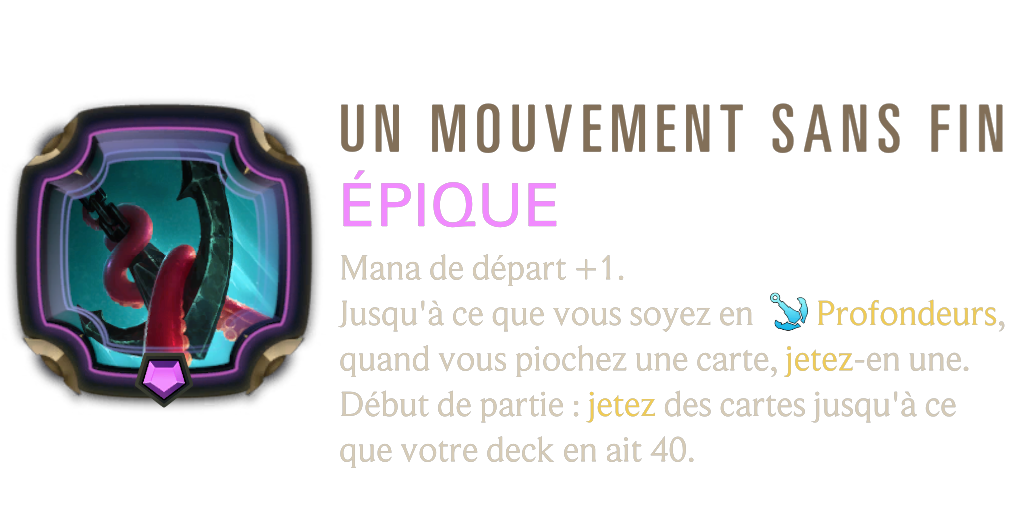 UN MOUVEMENT SANS FIN
ÉPIQUE
Mana de départ +1.
Jusqu'à ce que vous soyez en Profondeurs,
quand vous piochez une carte, jetez-en une.
Début de partie : jetez des cartes jusqu'à ce
que votre deck en ait 40.